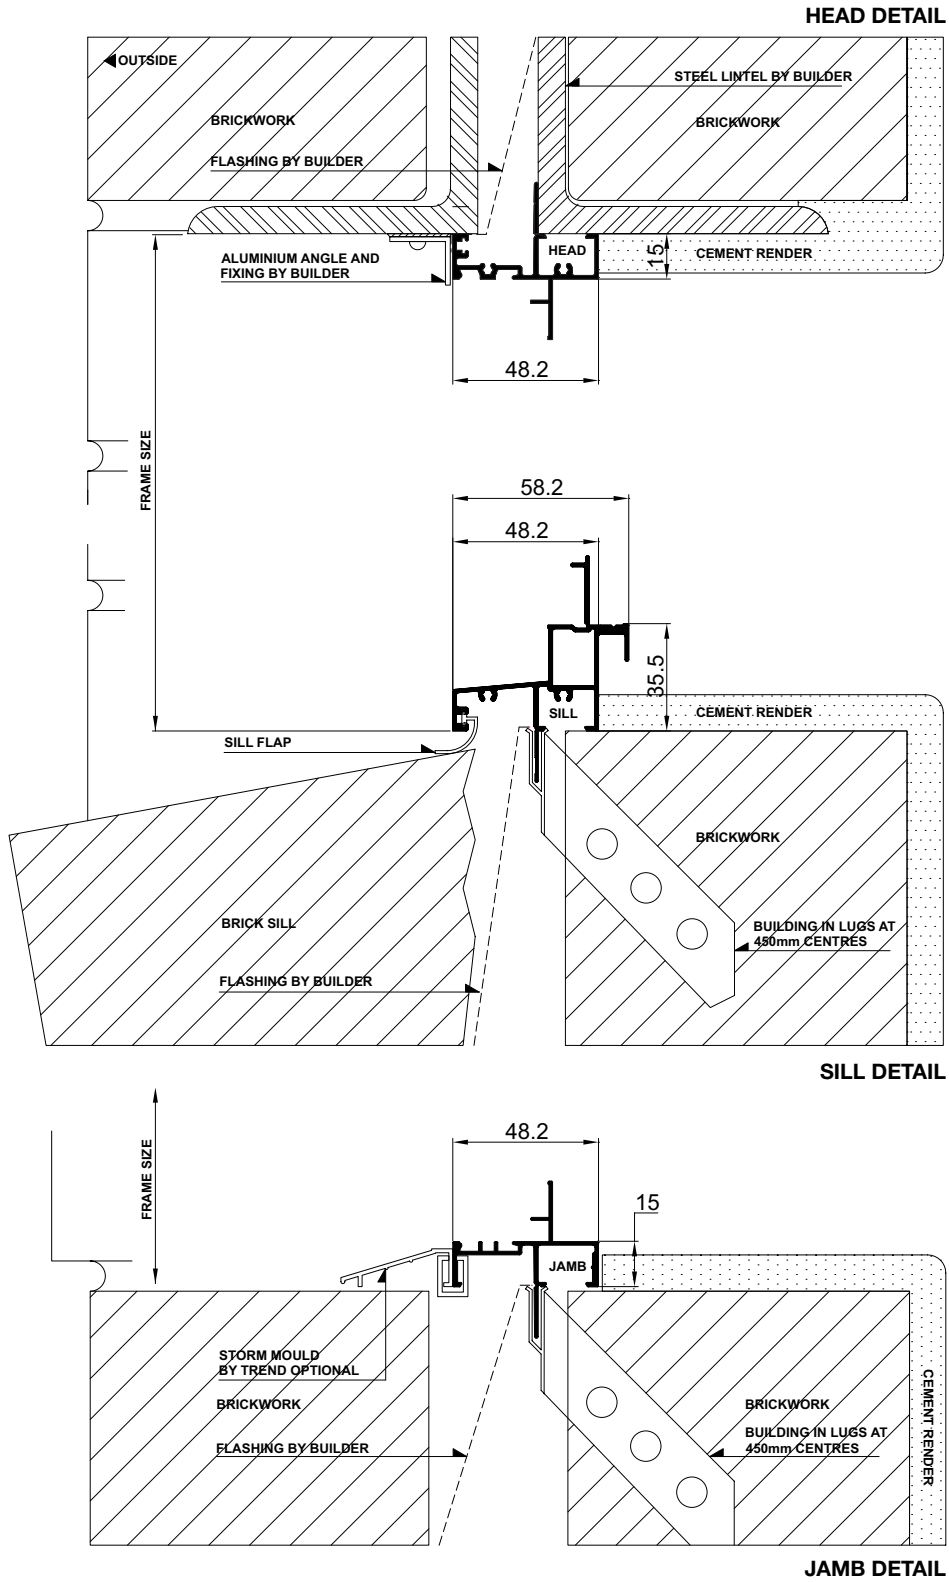 HEAD DETAIL
OUTSIDE
STEEL LINTEL BY BUILDER
BRICKWORK
BRICKWORK
FLASHING BY BUILDER
HEAD
15
CEMENT RENDER
ALUMINIUM ANGLE AND
FIXING BY BUILDER
48.2
FRAME SIZE
58.2
48.2
35.5
SILL
CEMENT RENDER
SILL FLAP
BRICKWORK
BRICK SILL
BUILDING IN LUGS AT
450mm CENTRES
FLASHING BY BUILDER
SILL DETAIL
FRAME SIZE
48.2
15
JAMB
STORM MOULD
BY TREND OPTIONAL
BRICKWORK
BRICKWORK
BUILDING IN LUGS AT
450mm CENTRES
FLASHING BY BUILDER
CEMENT RENDER
JAMB DETAIL